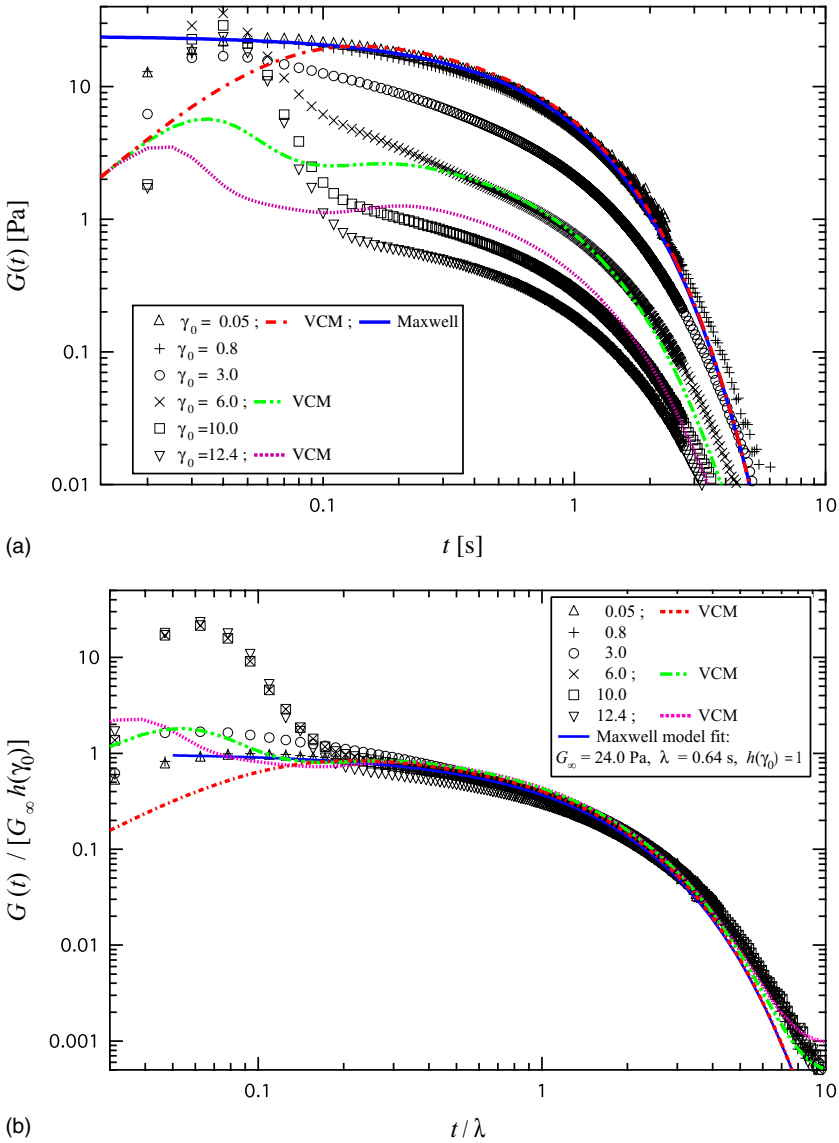 10
1
0.1
0.01
G(t) [Pa]
γ₀ = 0.05 ; VCM ; Maxwell
γ₀ = 0.8
γ₀ = 3.0
γ₀ = 6.0 ; VCM
γ₀ =10.0
γ₀ =12.4 ; VCM
0.1 1 10
(a)
t [s]
10
1
0.1
0.01
0.001
G (t) / [G∞ h(γ₀)]
0.05 ; VCM
0.8
3.0
6.0 ; VCM
10.0
12.4 ; VCM
Maxwell model fit:
G∞ = 24.0 Pa, λ = 0.64 s, h(γ₀) =1
0.1 1 10
(b)
t / λ